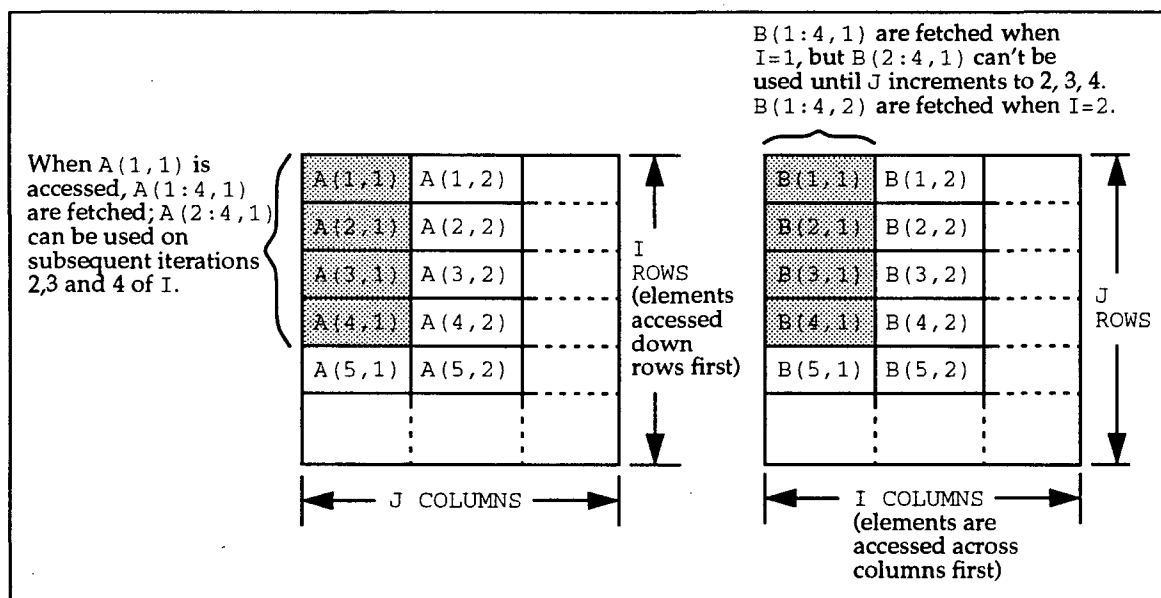 B(1:4,1) are fetched when
I=1, but B(2:4,1) can't be
used until J increments to 2, 3, 4.
B(1:4,2) are fetched when I=2.
When A(1,1) is
accessed, A(1:4,1)
are fetched; A(2:4,1)
can be used on
subsequent iterations
2,3 and 4 of I.
A(1,1) A(1,2)
A(2,1) A(2,2)
A(3,1) A(3,2)
A(4,1) A(4,2)
A(5,1) A(5,2)
I
ROWS
(elements
accessed
down
rows first)
J COLUMNS
B(1,1) B(1,2)
B(2,1) B(2,2)
B(3,1) B(3,2)
B(4,1) B(4,2)
B(5,1) B(5,2)
J
ROWS
I COLUMNS
(elements are
accessed across
columns first)